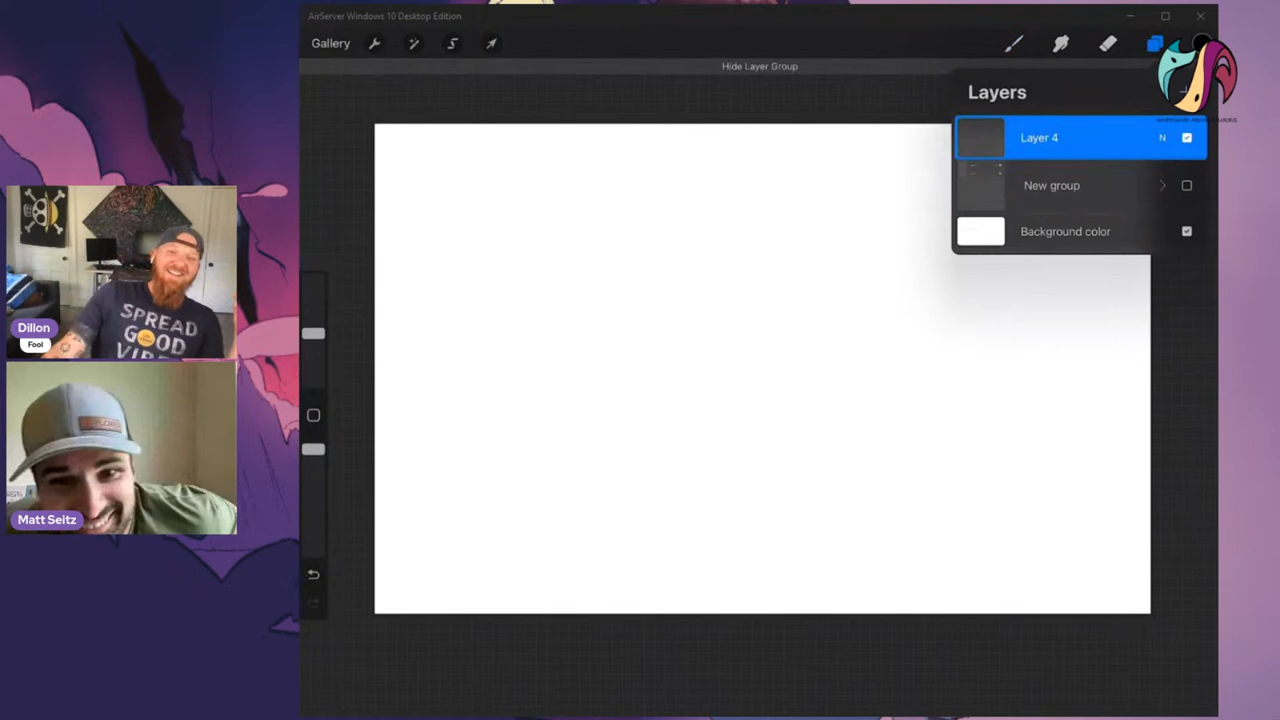 AirServer Windows 10 Desktop Edition
Gallery
Hide Layer Group
Layers
Layer 4
N
New group
Background color
SPREAD
GOOD
Dillon
Fool
Matt Seitz